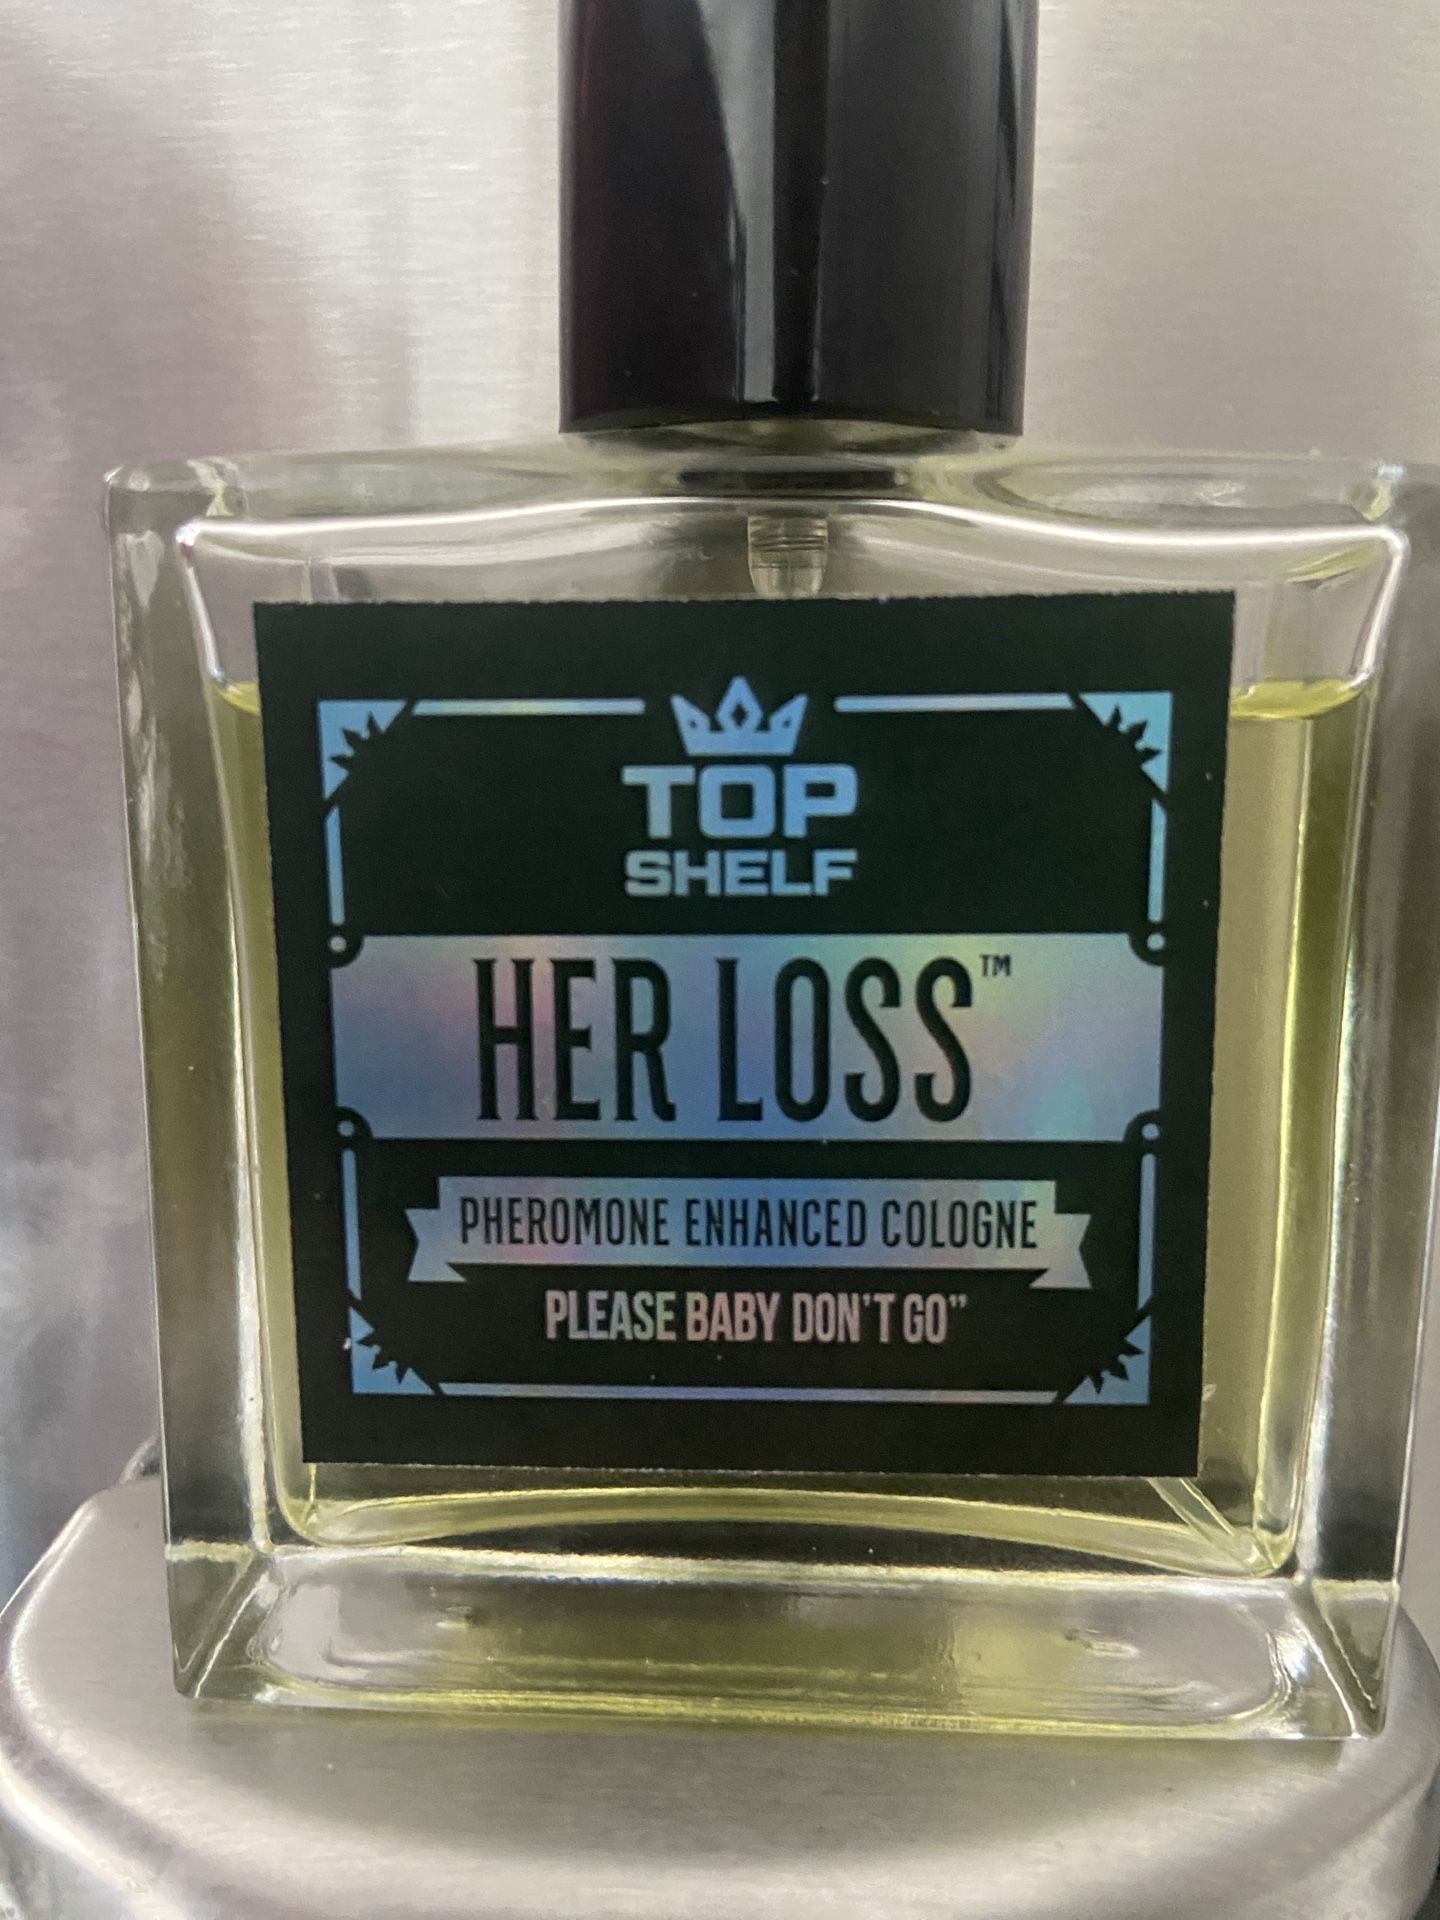 TOP
SHELF
HER LOSS™
PHEROMONE ENHANCED COLOGNE
PLEASE BABY DON'T GO”